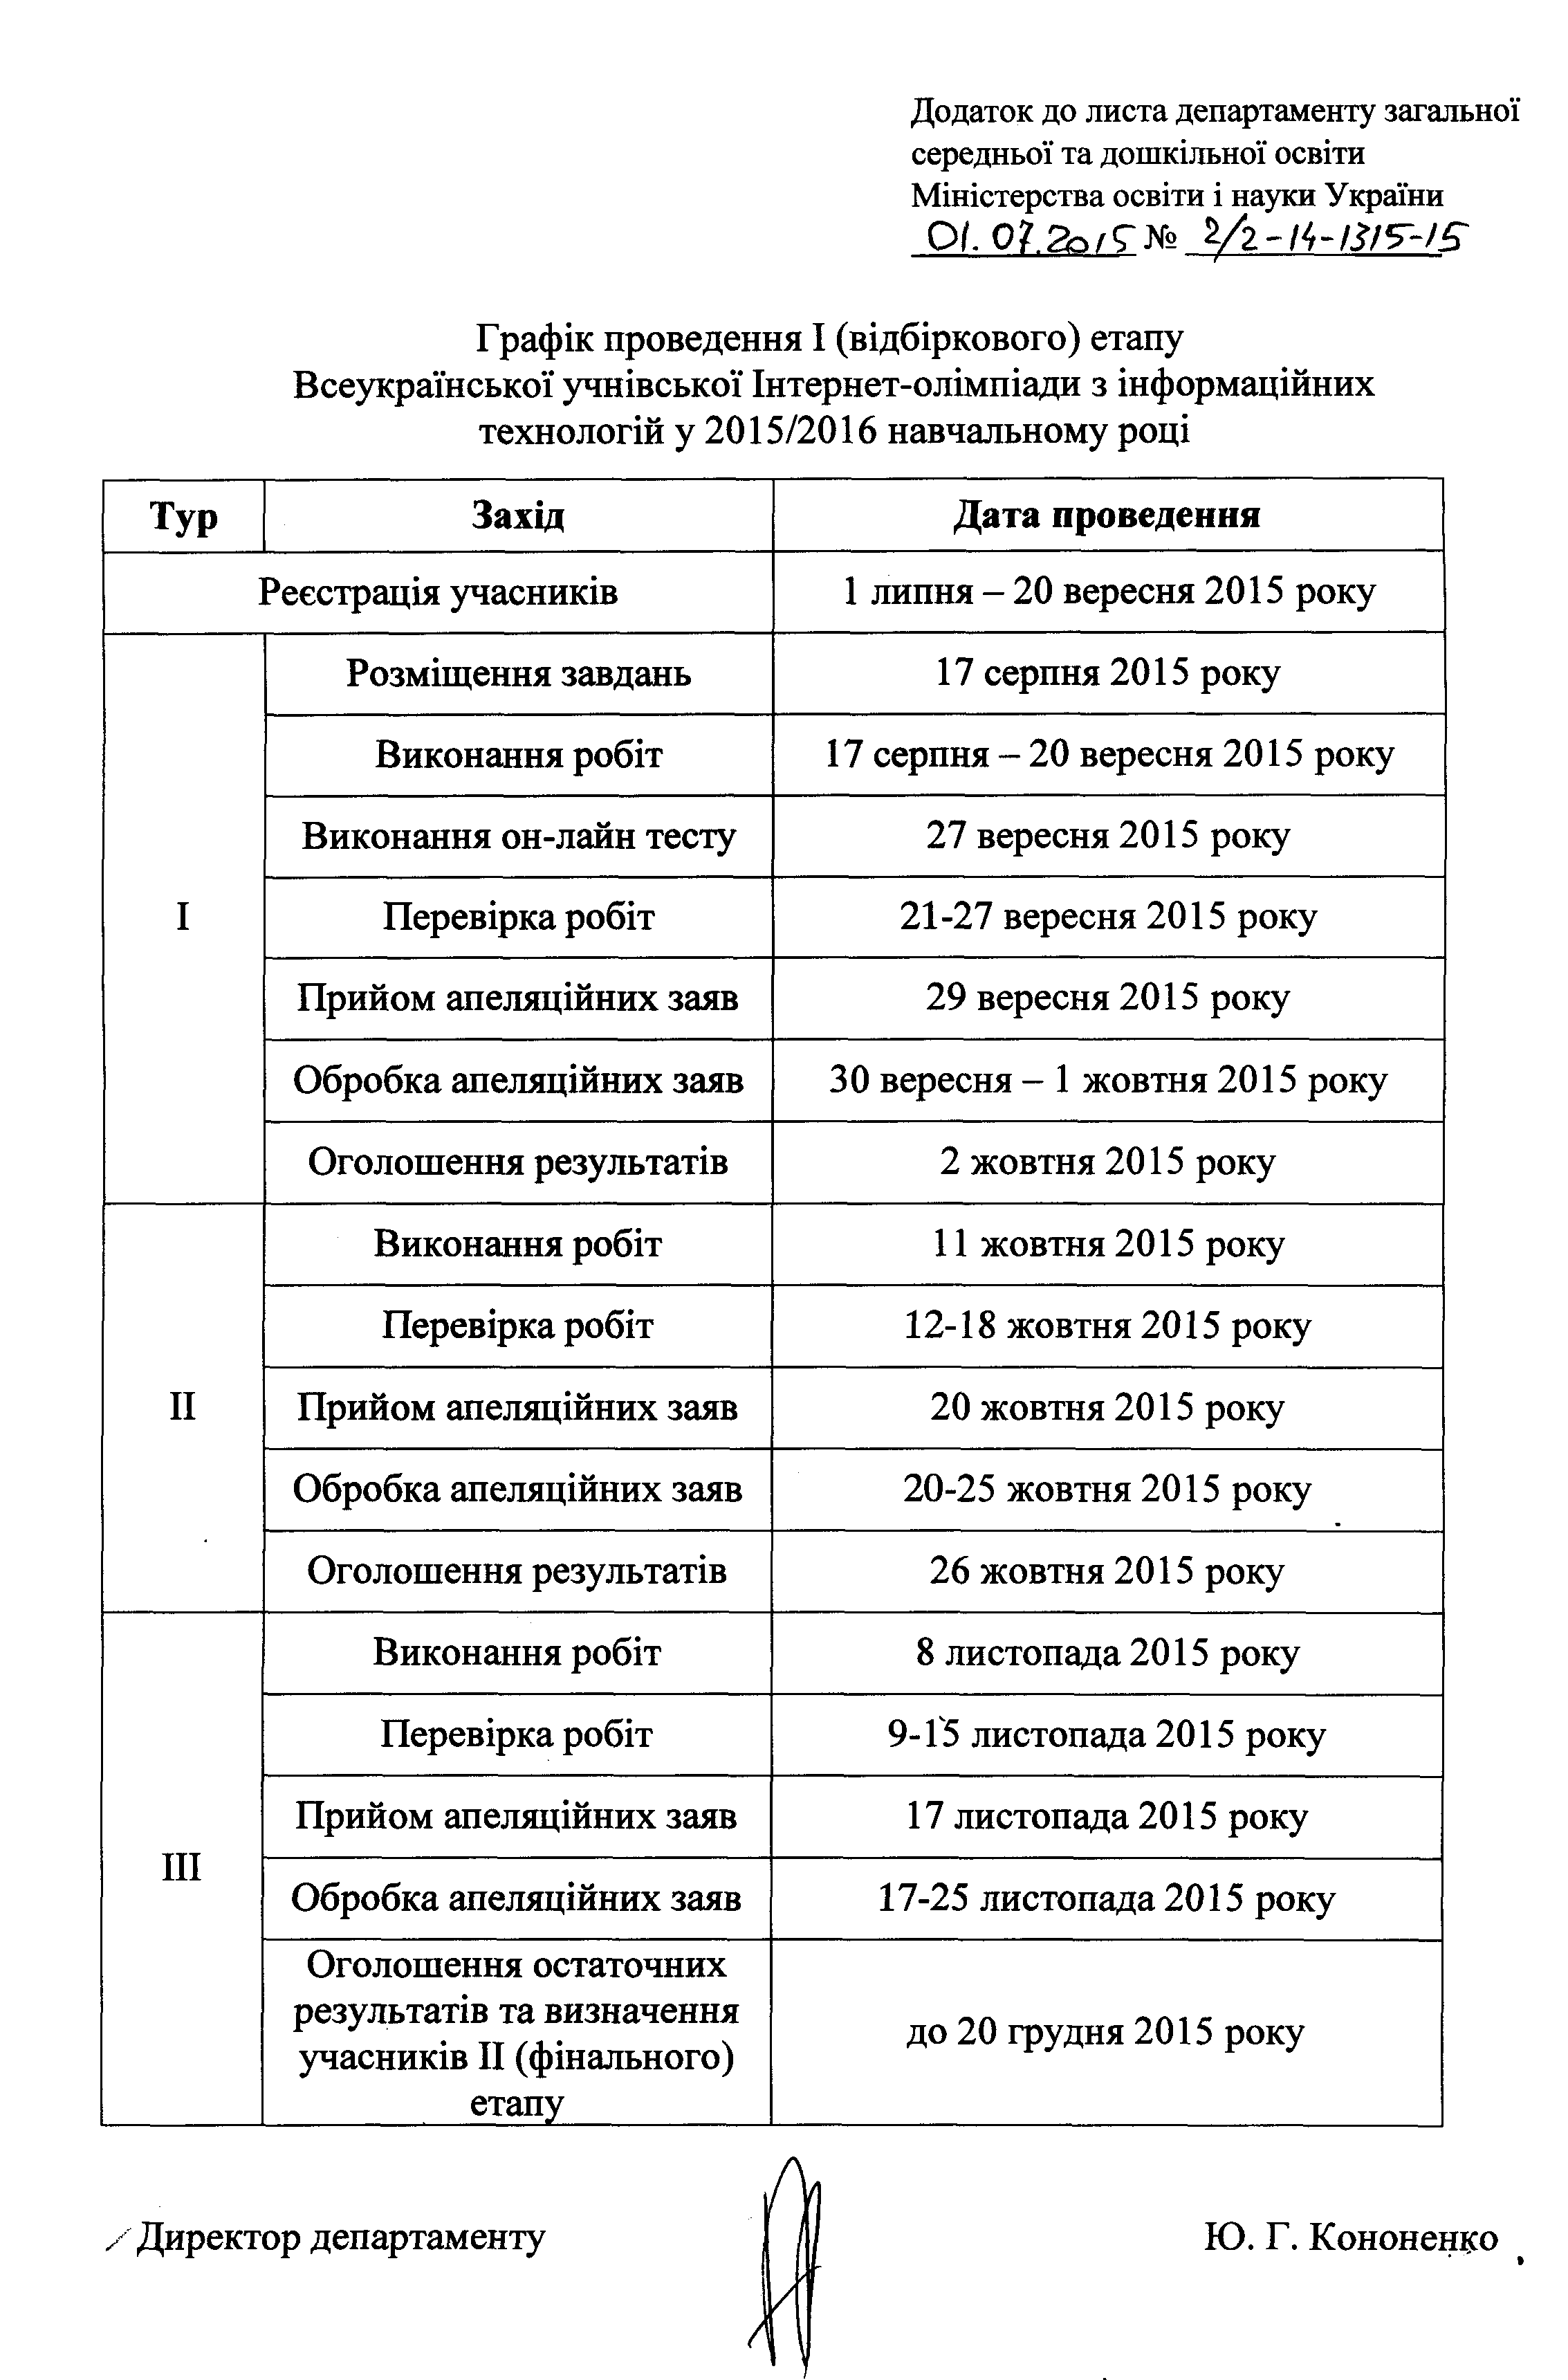 Додаток до листа департаменту загальної
середньої та дошкільної освіти
Міністерства освіти і науки України
01.07.2015 № 2/2-14-1315-15
Графік проведення І (відбіркового) етапу
Всеукраїнської учнівської Інтернет-олімпіади з інформаційних
технологій у 2015/2016 навчальному році
Тур Захід Дата проведення
Реєстрація учасників 1 липня – 20 вересня 2015 року
Розміщення завдань 17 серпня 2015 року
Виконання робіт 17 серпня – 20 вересня 2015 року
Виконання он-лайн тесту 27 вересня 2015 року
І Перевірка робіт 21-27 вересня 2015 року
Прийом апеляційних заяв 29 вересня 2015 року
Обробка апеляційних заяв 30 вересня – 1 жовтня 2015 року
Оголошення результатів 2 жовтня 2015 року
Виконання робіт 11 жовтня 2015 року
Перевірка робіт 12-18 жовтня 2015 року
ІІ Прийом апеляційних заяв 20 жовтня 2015 року
Обробка апеляційних заяв 20-25 жовтня 2015 року
Оголошення результатів 26 жовтня 2015 року
Виконання робіт 8 листопада 2015 року
Перевірка робіт 9-15 листопада 2015 року
Прийом апеляційних заяв 17 листопада 2015 року
ІІІ
Обробка апеляційних заяв 17-25 листопада 2015 року
Оголошення остаточних
результатів та визначення
учасників ІІ (фінального)
етапу
до 20 грудня 2015 року
Директор департаменту Ю. Г. Кононенко